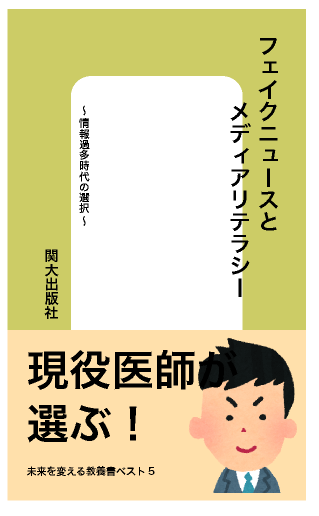 フェイクニュースと
メディアリテラシー
～情報過多時代の選択～
関大出版社
現役医師が
選ぶ！
未来を変える教養書ベスト5